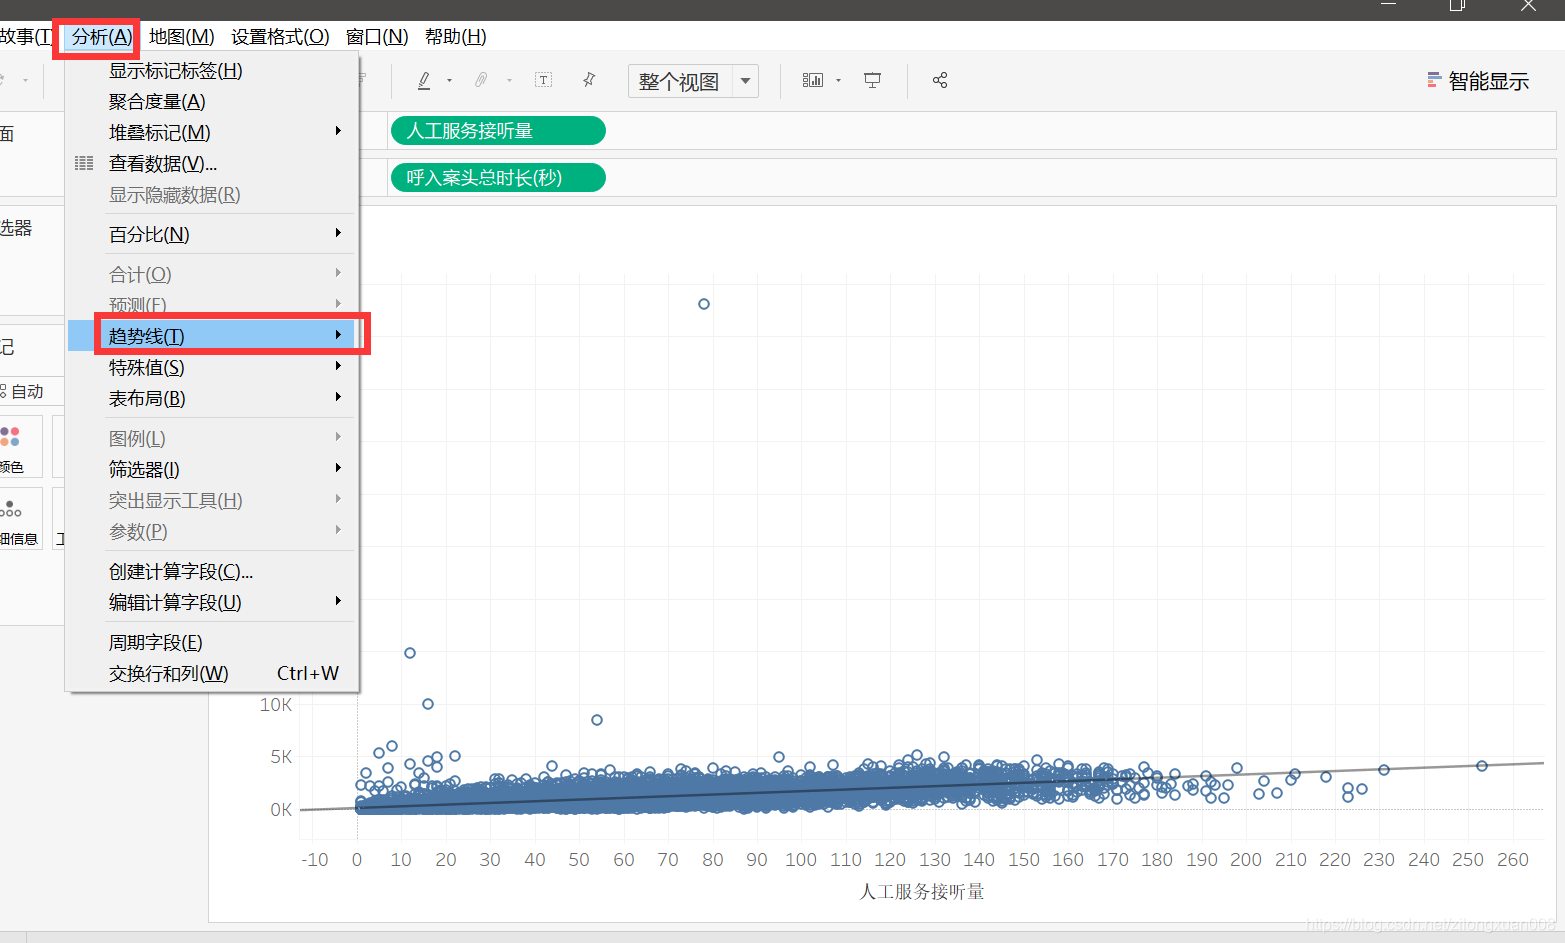 故事(T) 分析(A) 地图(M) 设置格式(O) 窗口(N) 帮助(H)
整个视图 智能显示
显示标记标签(H)
聚合度量(A)
堆叠标记(M)
查看数据(V)...
显示隐藏数据(R)
百分比(N)
合计(O)
预测(F)
趋势线(T)
特殊值(S)
表布局(B)
图例(L)
筛选器(I)
突出显示工具(H)
参数(P)
创建计算字段(C)...
编辑计算字段(U)
周期字段(E)
交换行和列(W) Ctrl+W
面
选器
记
自动
颜色
细信息
人工服务接听量
呼入案头总时长(秒)
10K
5K
0K
-10 0 10 20 30 40 50 60 70 80 90 100 110 120 130 140 150 160 170 180 190 200 210 220 230 240 250 260
人工服务接听量
https://blog.csdn.net/zilongxuan008